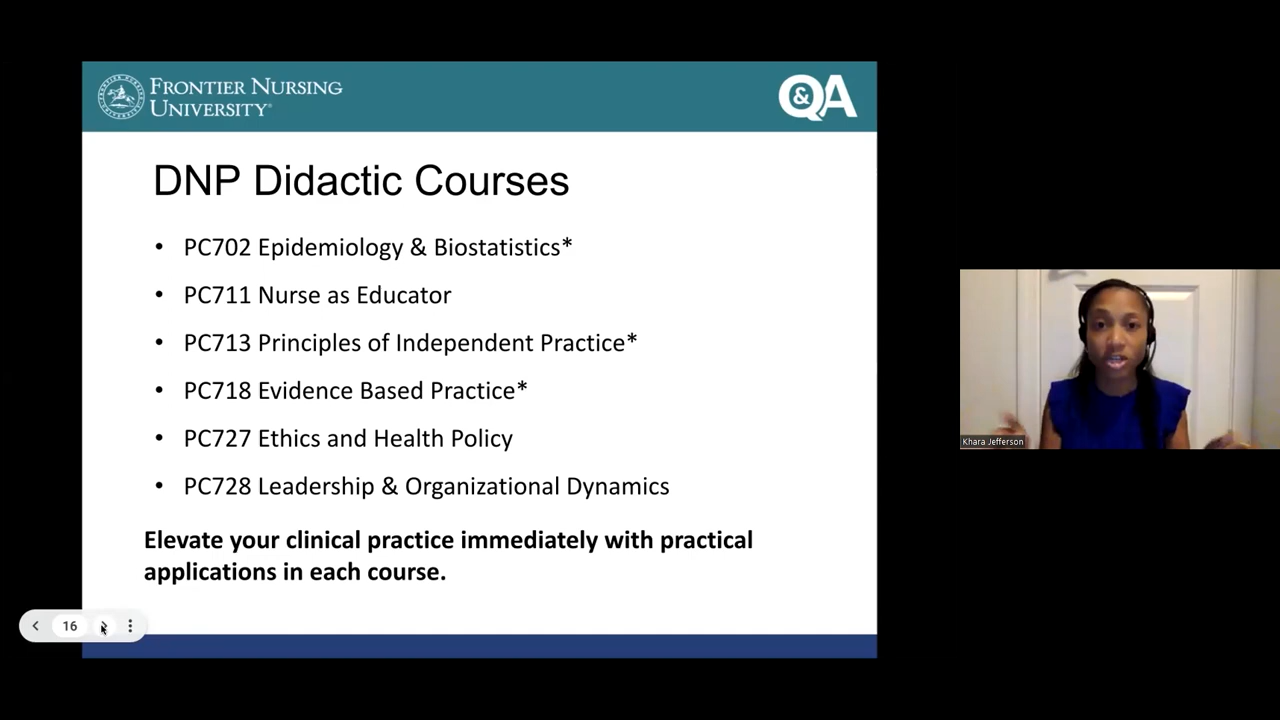 FRONTIER NURSING
UNIVERSITY®
Q&A
DNP Didactic Courses
• PC702 Epidemiology & Biostatistics*
• PC711 Nurse as Educator
• PC713 Principles of Independent Practice*
• PC718 Evidence Based Practice*
• PC727 Ethics and Health Policy
• PC728 Leadership & Organizational Dynamics
Elevate your clinical practice immediately with practical
applications in each course.
16
Khara Jefferson